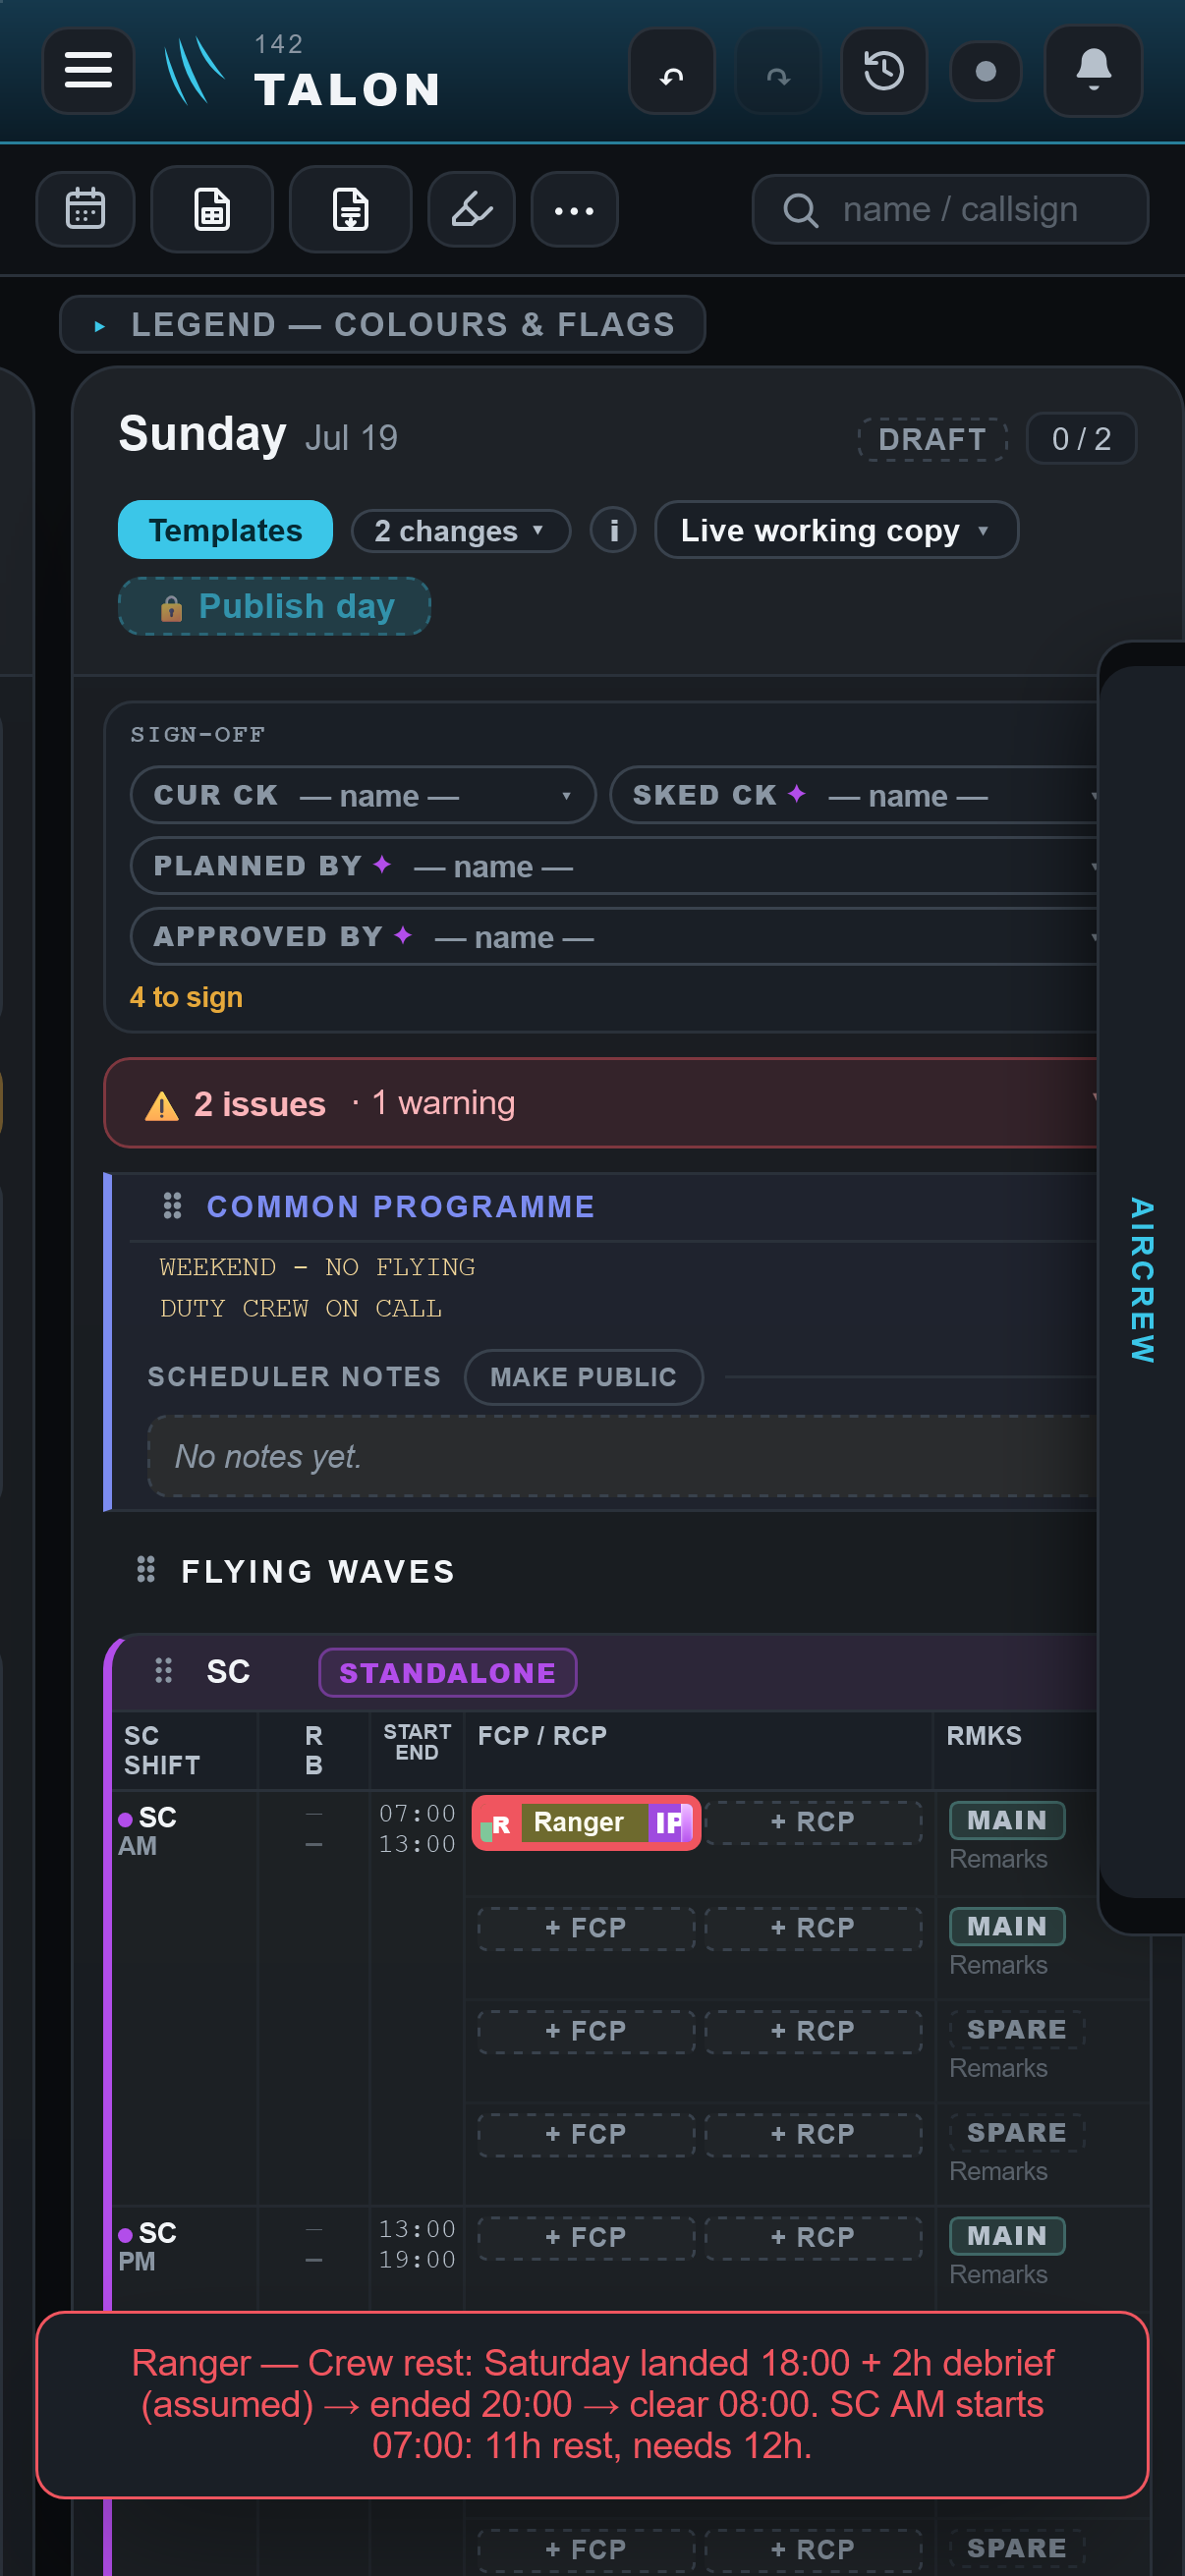 142
TALON
name / callsign
▸ LEGEND — COLOURS & FLAGS
Sunday Jul 19
DRAFT
0 / 2
Templates
2 changes ▾
i
Live working copy ▾
🔒 Publish day
SIGN-OFF
CUR CK — name — ▾
SKED CK ✦ — name —
PLANNED BY ✦ — name —
APPROVED BY ✦ — name —
4 to sign
⚠️ 2 issues · 1 warning
AIRCREW
COMMON PROGRAMME
WEEKEND - NO FLYING
DUTY CREW ON CALL
SCHEDULER NOTES MAKE PUBLIC
No notes yet.
FLYING WAVES
SC STANDALONE
SC SHIFT
R B
START END
FCP / RCP
RMKS
SC AM
—
—
07:00
13:00
R Ranger IP
+ RCP
MAIN
Remarks
+ FCP
+ RCP
MAIN
Remarks
+ FCP
+ RCP
SPARE
Remarks
+ FCP
+ RCP
SPARE
Remarks
SC PM
—
—
13:00
19:00
+ FCP
+ RCP
MAIN
Remarks
Ranger — Crew rest: Saturday landed 18:00 + 2h debrief
(assumed) → ended 20:00 → clear 08:00. SC AM starts
07:00: 11h rest, needs 12h.
+ FCP
+ RCP
SPARE